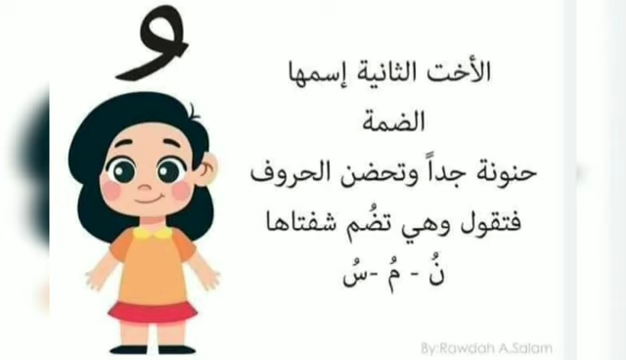 و
الأخت الثانية إسمها
الضمة
حنونة جداً وتحضن الحروف
فتقول وهي تضُم شفتاها
نُ - مُ -سُ
By:Rawdah A.Salam